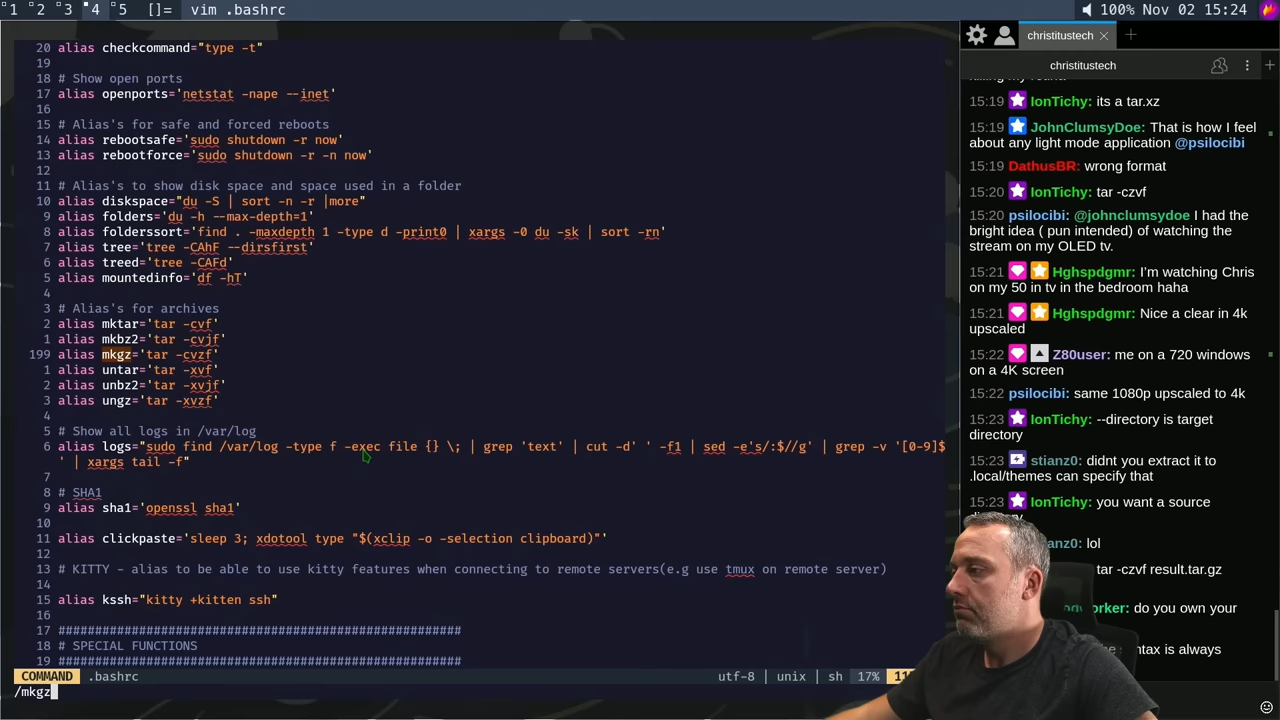 1 2 3 4 5 []= vim .bashrc 100% Nov 02 15:24
20 alias checkcommand="type -t"
19
18 # Show open ports
17 alias openports='netstat -nape --inet'
16
15 # Alias's for safe and forced reboots
14 alias rebootsafe='sudo shutdown -r now'
13 alias rebootforce='sudo shutdown -r -n now'
12
11 # Alias's to show disk space and space used in a folder
10 alias diskspace="du -S | sort -n -r |more"
9 alias folders='du -h --max-depth=1'
8 alias folderssort='find . -maxdepth 1 -type d -print0 | xargs -0 du -sk | sort -rn'
7 alias tree='tree -CAhF --dirsfirst'
6 alias treed='tree -CAFd'
5 alias mountedinfo='df -hT'
4
3 # Alias's for archives
2 alias mktar='tar -cvf'
1 alias mkbz2='tar -cvjf'
199 alias mkgz='tar -cvzf'
1 alias untar='tar -xvf'
2 alias unbz2='tar -xvjf'
3 alias ungz='tar -xvzf'
4
5 # Show all logs in /var/log
6 alias logs="sudo find /var/log -type f -exec file {} \; | grep 'text' | cut -d' ' -f1 | sed -e's/:$//g' | grep -v '[0-9]$
' | xargs tail -f"
7
8 # SHA1
9 alias sha1='openssl sha1'
10
11 alias clickpaste='sleep 3; xdotool type "$(xclip -o -selection clipboard)"'
12
13 # KITTY - alias to be able to use kitty features when connecting to remote servers(e.g use tmux on remote server)
14
15 alias kssh="kitty +kitten ssh"
16
17 #######################################################
18 # SPECIAL FUNCTIONS
19 #######################################################
COMMAND .bashrc utf-8 | unix | sh 17%
/mkgz
christitustech
christitustech
15:19 IonTichy: its a tar.xz
15:19 JohnClumsyDoe: That is how I feel
about any light mode application @psilocibi
15:19 DathusBR: wrong format
15:20 IonTichy: tar -czvf
15:20 psilocibi: @johnclumsydoe I had the
bright idea ( pun intended) of watching the
stream on my OLED tv.
15:21 Hghspdgmr: I'm watching Chris
on my 50 in tv in the bedroom haha
15:21 Hghspdgmr: Nice a clear in 4k
upscaled
15:22 Z80user: me on a 720 windows
on a 4K screen
15:22 psilocibi: same 1080p upscaled to 4k
15:23 IonTichy: --directory is target
directory
15:23 stianz0: didnt you extract it to
.local/themes can specify that
15:23 IonTichy: you want a source
lol
tar -czvf result.tar.gz
do you own your
is always